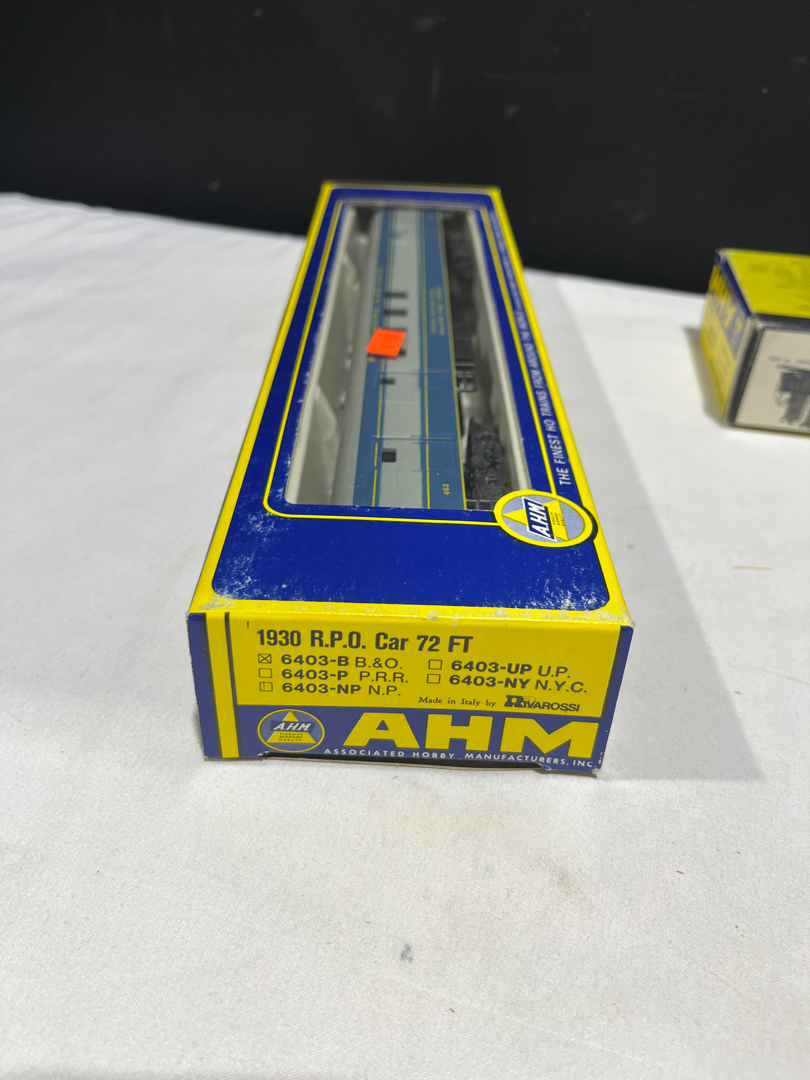 THE FINEST HO TRAINS FROM AROUND THE WORLD
462
AHM
1930 R.P.O. Car 72 FT
6403-B B.&O.
6403-UP U.P.
6403-P P.R.R.
6403-NY N.Y.C.
6403-NP N.P.
Made in Italy by RIVAROSSI
AHM
AHM
ASSOCIATED HOBBY MANUFACTURERS, INC